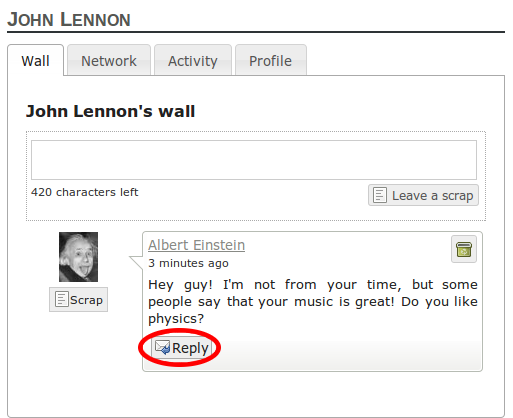 JOHN LENNON
Wall Network Activity Profile
John Lennon's wall
420 characters left
Leave a scrap
Albert Einstein
3 minutes ago
Hey guy! I'm not from your time, but some
people say that your music is great! Do you like
physics?
Scrap
Reply